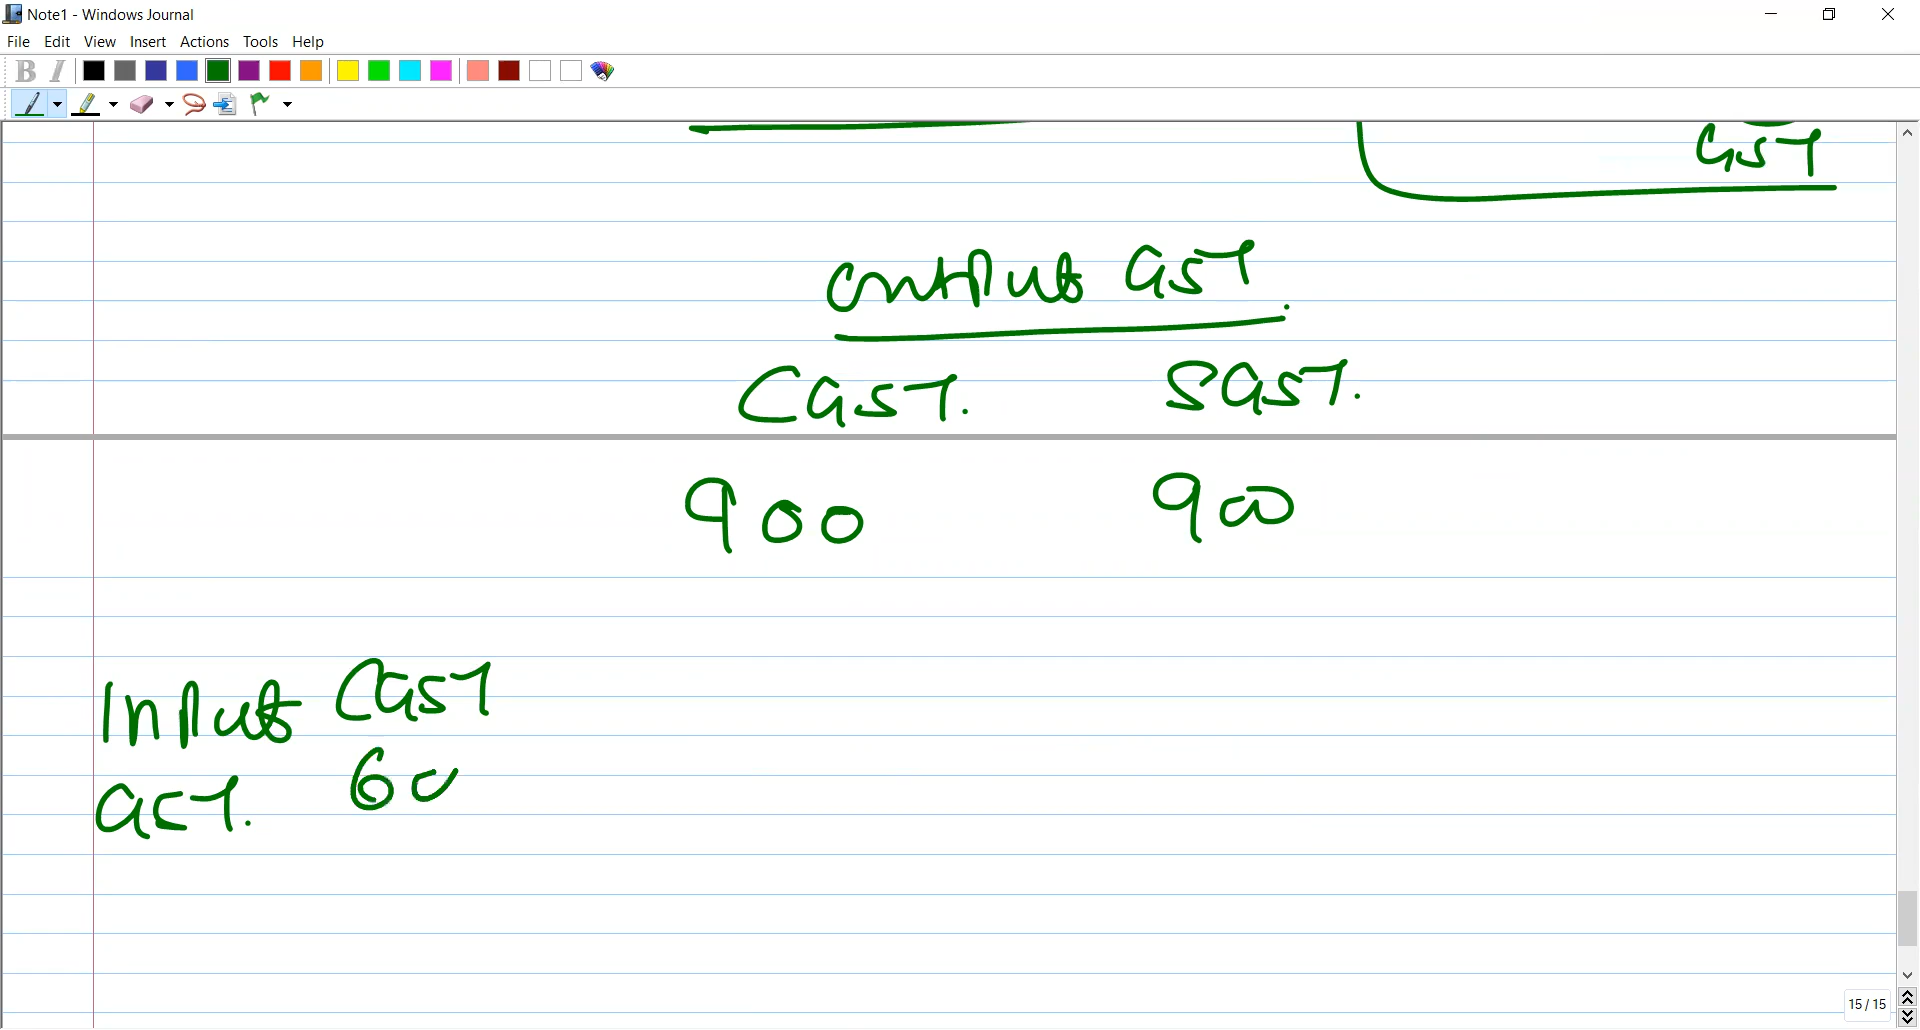 Note1 - Windows Journal
File Edit View Insert Actions Tools Help
B I
GST
Output GST.
CGST. SGST.
900 900
Input CGST
GST. 60
15 / 15